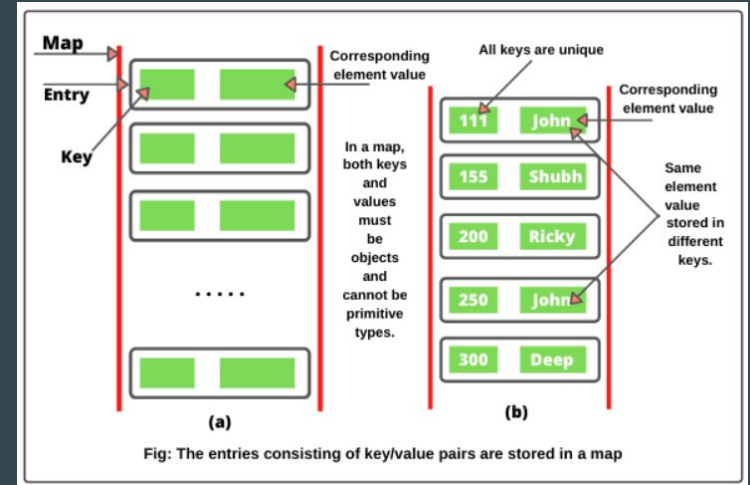 Map
Entry
Key
Corresponding
element value
In a map,
both keys
and
values
must
be
objects
and
cannot be
primitive
types.
.....
(a)
All keys are unique
Corresponding
element value
111 John
155 Shubh
200 Ricky
250 John
300 Deep
Same
element
value
stored in
different
keys.
(b)
Fig: The entries consisting of key/value pairs are stored in a map